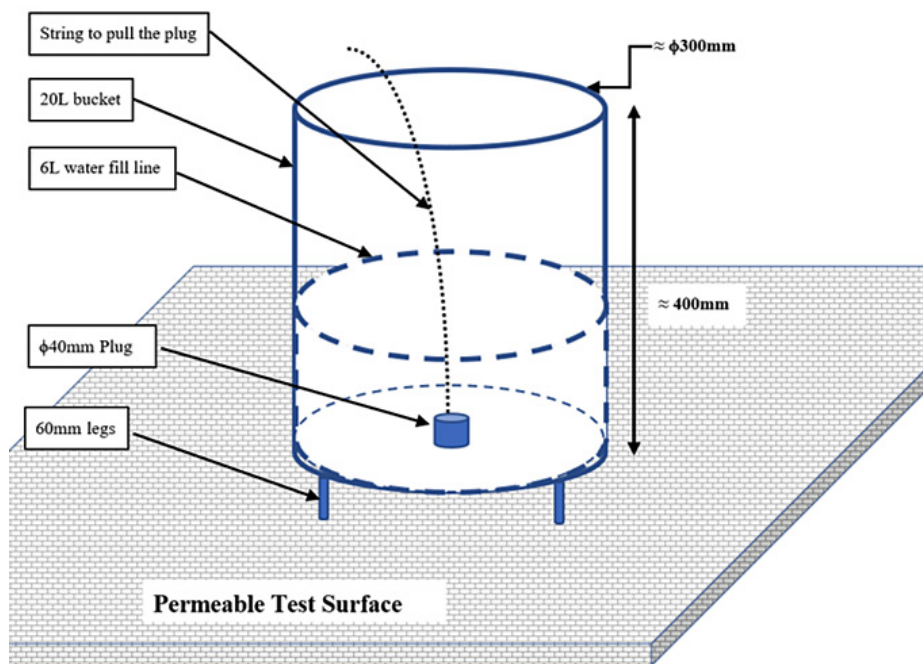 String to pull the plug
≈ ϕ300mm
20L bucket
6L water fill line
≈ 400mm
ϕ40mm Plug
60mm legs
Permeable Test Surface